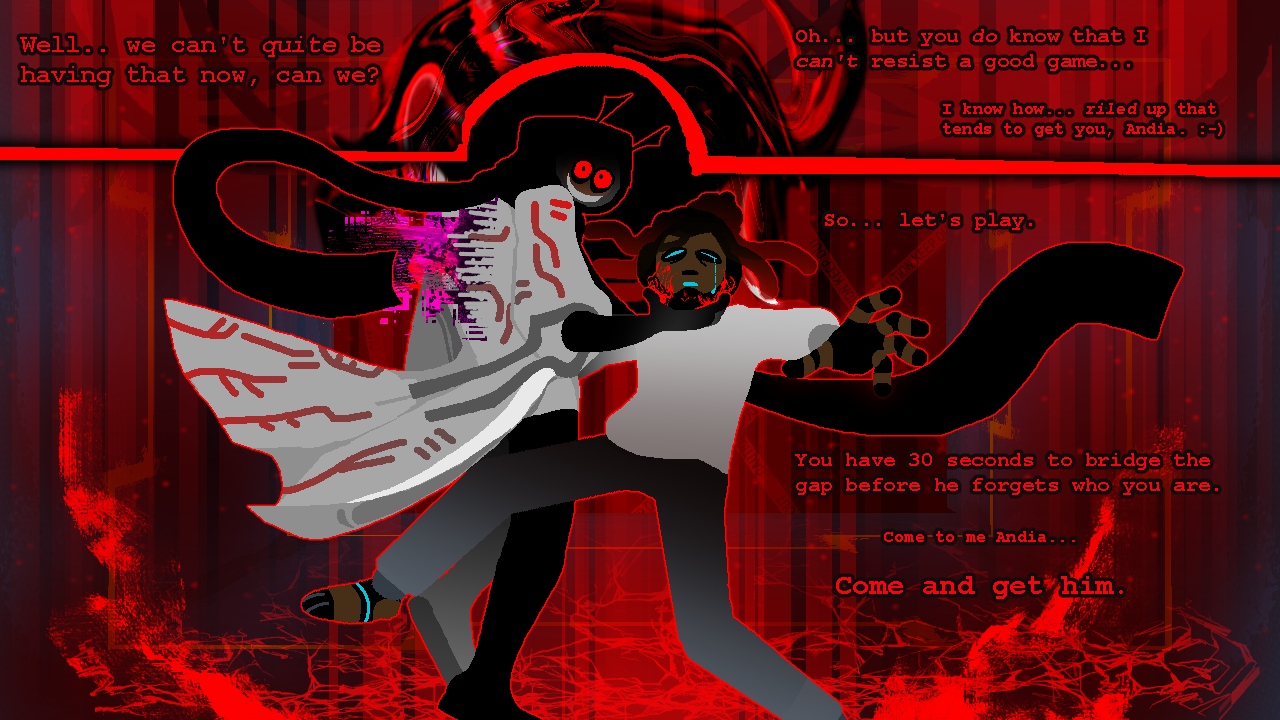 Well.. we can't quite be
having that now, can we?
Oh... but you do know that I
can't resist a good game...
I know how... riled up that
tends to get you, Andia. :-)
So... let's play.
You have 30 seconds to bridge the
gap before he forgets who you are.
Come to me Andia...
Come and get him.